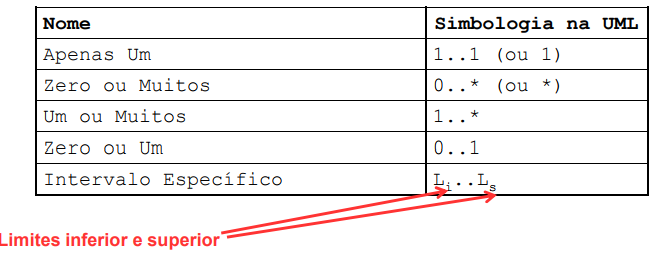 Nome Simbologia na UML
Apenas Um 1..1 (ou 1)
Zero ou Muitos 0..* (ou *)
Um ou Muitos 1..*
Zero ou Um 0..1
Intervalo Específico Li..Ls
Limites inferior e superior